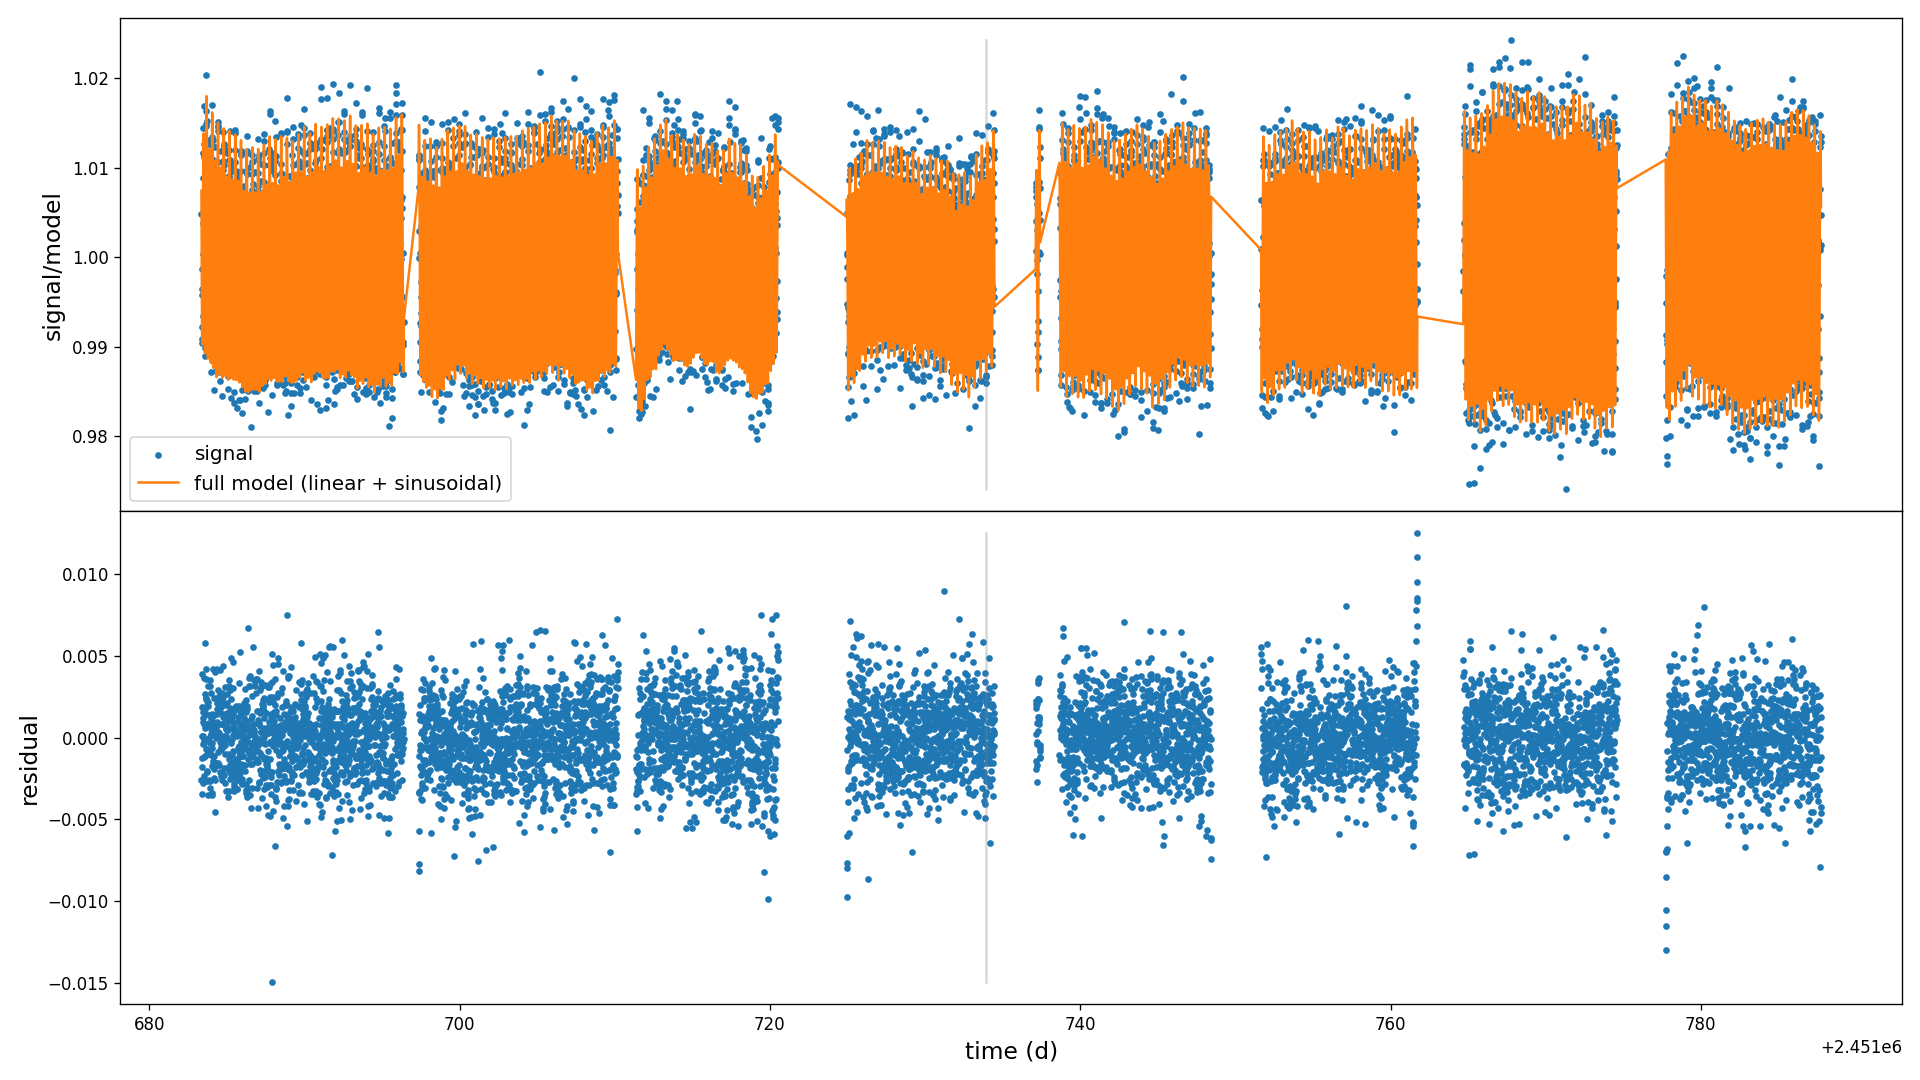 1.02
1.01
1.00
0.99
0.98
signal/model
signal
full model (linear + sinusoidal)
0.010
0.005
0.000
−0.005
−0.010
−0.015
residual
680
700
720
740
760
780
time (d)
+2.451e6